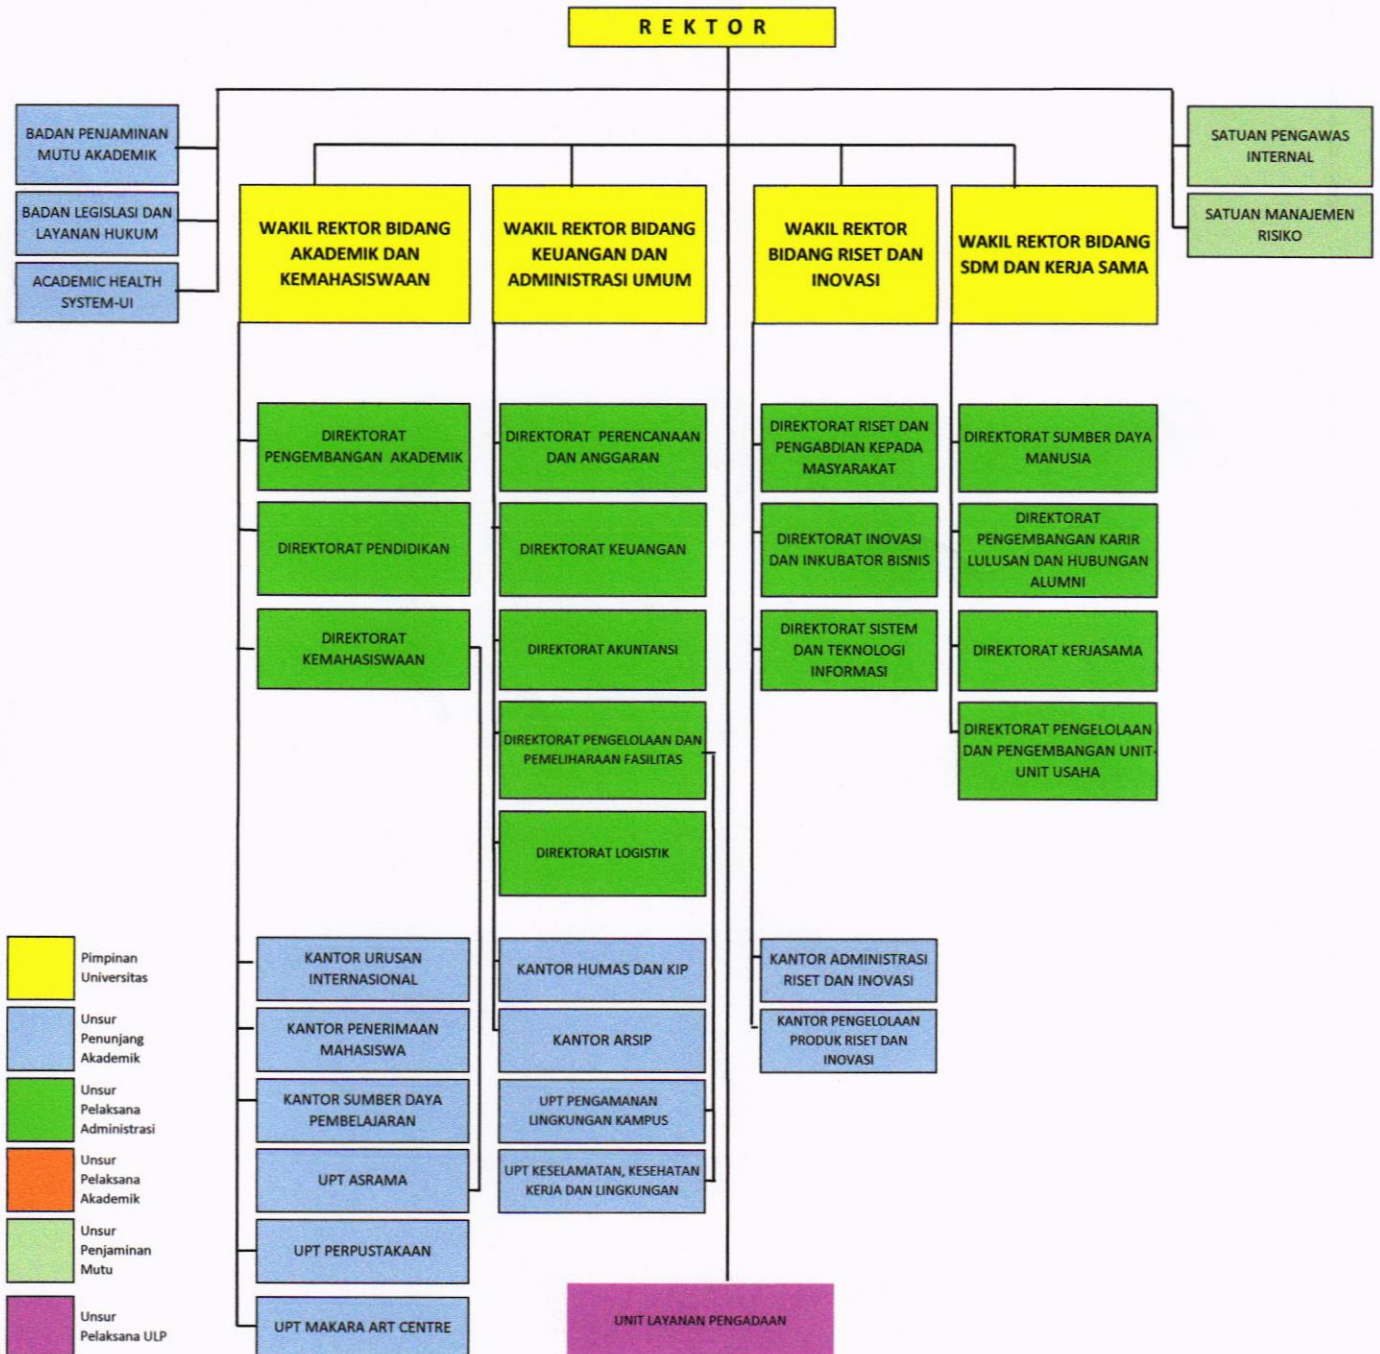 R E K T O R
BADAN PENJAMINAN
MUTU AKADEMIK
BADAN LEGISLASI DAN
LAYANAN HUKUM
ACADEMIC HEALTH
SYSTEM-UI
SATUAN PENGAWAS
INTERNAL
SATUAN MANAJEMEN
RISIKO
WAKIL REKTOR BIDANG
AKADEMIK DAN
KEMAHASISWAAN
WAKIL REKTOR BIDANG
KEUANGAN DAN
ADMINISTRASI UMUM
WAKIL REKTOR
BIDANG RISET DAN
INOVASI
WAKIL REKTOR BIDANG
SDM DAN KERJA SAMA
DIREKTORAT
PENGEMBANGAN AKADEMIK
DIREKTORAT PENDIDIKAN
DIREKTORAT
KEMAHASISWAAN
DIREKTORAT PERENCANAAN
DAN ANGGARAN
DIREKTORAT KEUANGAN
DIREKTORAT AKUNTANSI
DIREKTORAT PENGELOLAAN DAN
PEMELIHARAAN FASILITAS
DIREKTORAT LOGISTIK
DIREKTORAT RISET DAN
PENGABDIAN KEPADA
MASYARAKAT
DIREKTORAT INOVASI
DAN INKUBATOR BISNIS
DIREKTORAT SISTEM
DAN TEKNOLOGI
INFORMASI
DIREKTORAT SUMBER DAYA
MANUSIA
DIREKTORAT
PENGEMBANGAN KARIR
LULUSAN DAN HUBUNGAN
ALUMNI
DIREKTORAT KERJASAMA
DIREKTORAT PENGELOLAAN
DAN PENGEMBANGAN UNIT-
UNIT USAHA
KANTOR URUSAN
INTERNASIONAL
KANTOR PENERIMAAN
MAHASISWA
KANTOR SUMBER DAYA
PEMBELAJARAN
UPT ASRAMA
UPT PERPUSTAKAAN
UPT MAKARA ART CENTRE
KANTOR HUMAS DAN KIP
KANTOR ARSIP
UPT PENGAMANAN
LINGKUNGAN KAMPUS
UPT KESELAMATAN, KESEHATAN
KERJA DAN LINGKUNGAN
KANTOR ADMINISTRASI
RISET DAN INOVASI
KANTOR PENGELOLAAN
PRODUK RISET DAN
INOVASI
UNIT LAYANAN PENGADAAN
Pimpinan
Universitas
Unsur
Penunjang
Akademik
Unsur
Pelaksana
Administrasi
Unsur
Pelaksana
Akademik
Unsur
Penjaminan
Mutu
Unsur
Pelaksana ULP